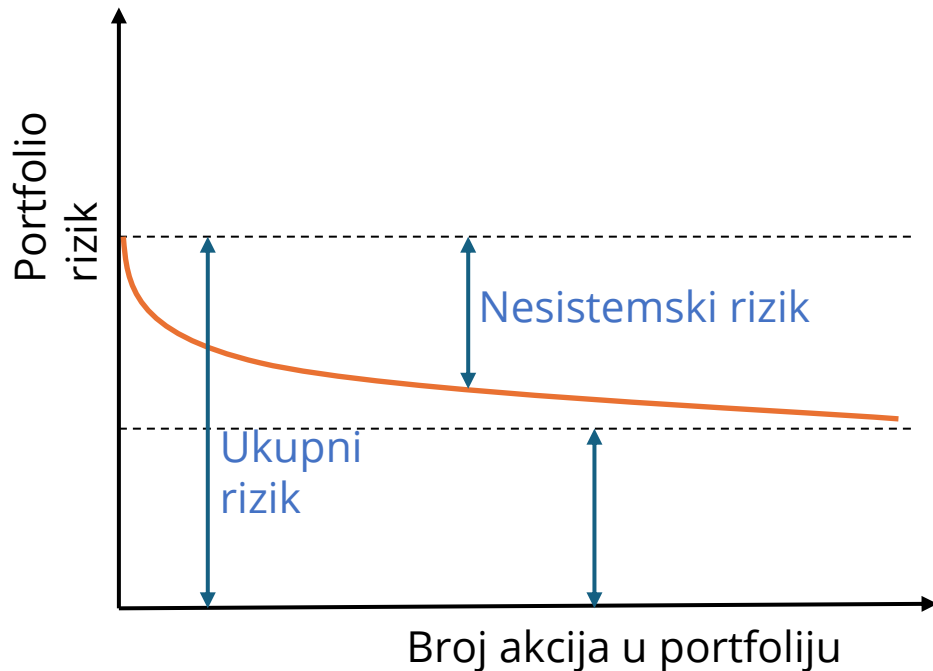 Portfolio
rizik
Nesistemski rizik
Ukupni
rizik
Broj akcija u portfoliju